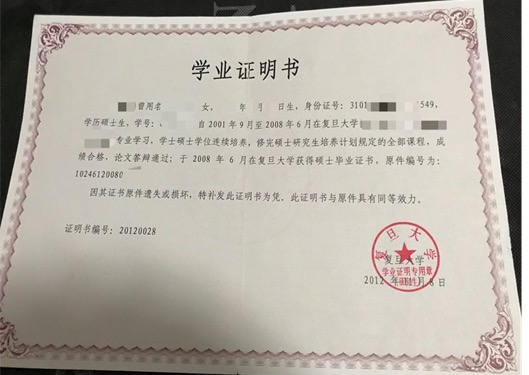 学业证明书
曾用名 女， 年 月 日生，身份证号：3101 549，
学历硕士生，学号： 自 2001 年 9 月至 2008 年 6 月在复旦大学
专业学习，学士硕士学位连续培养，修完硕士研究生培养计划规定的全部课程，成
绩合格，论文答辩通过；于 2008 年 6 月在复旦大学获得硕士毕业证书，原件编号为：
10246120080
因其证书原件遗失或损坏，特补发此证明书为凭。此证明书与原件具有同等效力。
证明书编号：20120028
复旦大学
复旦大学
学业证明专用章
2012 年 月 8 日